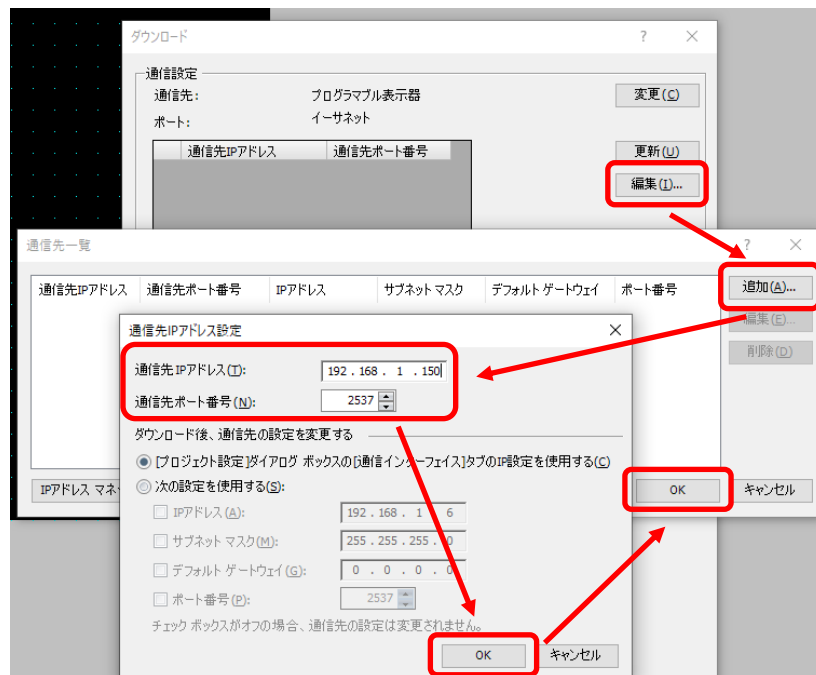 ダウンロード ? ×
通信設定
通信先: プログラマブル表示器 変更(C)
ポート: イーサネット
通信先IPアドレス 通信先ポート番号 更新(U)
編集(I)...
通信先一覧 ? ×
通信先IPアドレス 通信先ポート番号 IPアドレス サブネット マスク デフォルト ゲートウェイ ポート番号 追加(A)...
編集(E)...
削除(D)
通信先IPアドレス設定 ×
通信先IPアドレス(T): 192 . 168 . 1 . 150
通信先ポート番号(N): 2537
ダウンロード後、通信先の設定を変更する
[プロジェクト設定]ダイアログ ボックスの[通信インターフェイス]タブのIP設定を使用する(C)
次の設定を使用する(S):
IPアドレス マネ OK キャンセル
IPアドレス(A): 192 . 168 . 1 . 6
サブネット マスク(M): 255 . 255 . 255 . 0
デフォルト ゲートウェイ(G): 0 . 0 . 0 . 0
ポート番号(P): 2537
チェック ボックスがオフの場合、通信先の設定は変更されません。
OK キャンセル